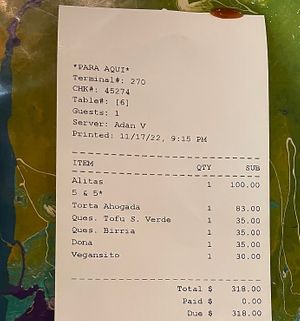 *PARA AQUI*
Terminal#: 270
CHK#: 45274
Table#: [6]
Guests: 1
Server: Adan V
Printed: 11/17/22, 9:15 PM
ITEM QTY SUB
Alitas 1 100.00
5 & 5*
Torta Ahogada 1 83.00
Ques. Tofu S. Verde 1 35.00
Ques. Birria 1 35.00
Dona 1 35.00
Vegansito 1 30.00
Total $ 318.00
Paid $ 0.00
Due $ 318.00